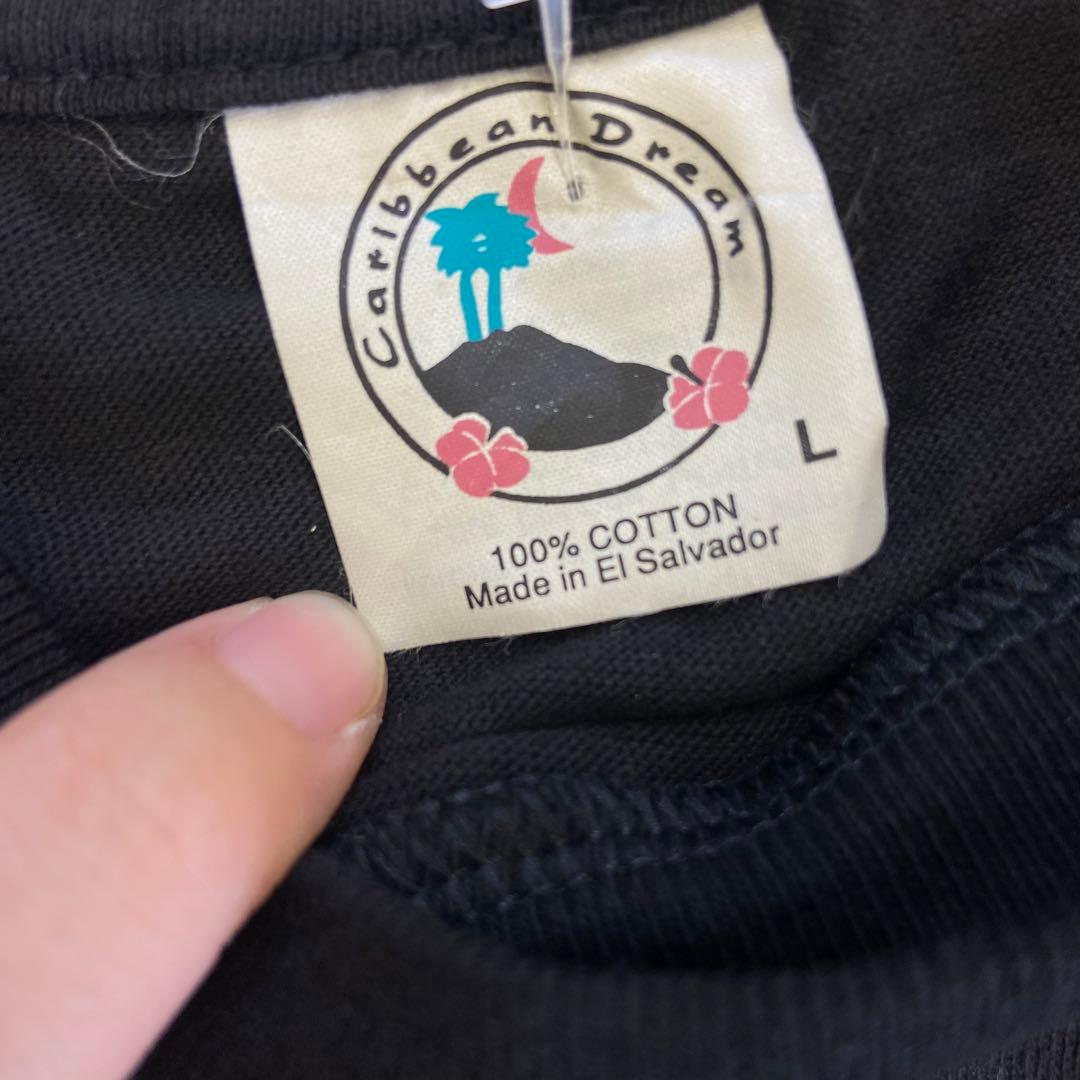 Caribbean Dream
L
100% COTTON
Made in El Salvador